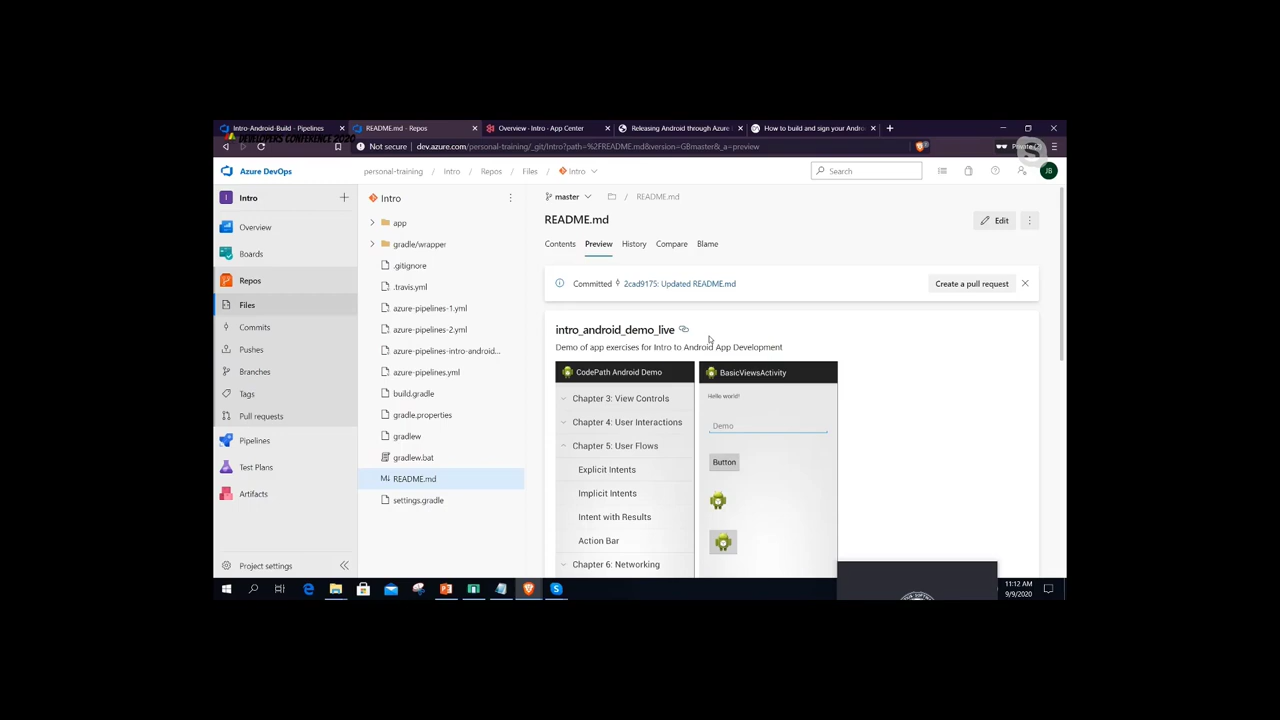 Intro-Android-Build - Pipelines
README.md - Repos
Overview · Intro · App Center
Releasing Android through Azure
How to build and sign your Andro
DEVELOPERS CONFERENCE 2020
Not secure
dev.azure.com/personal-training/_git/Intro?path=%2FREADME.md&version=GBmaster&_a=preview
Azure DevOps
personal-training / Intro / Repos / Files / Intro
Search
JB
I Intro
Overview
Boards
Repos
Files
Commits
Pushes
Branches
Tags
Pull requests
Pipelines
Test Plans
Artifacts
Project settings
Intro
app
gradle/wrapper
.gitignore
.travis.yml
azure-pipelines-1.yml
azure-pipelines-2.yml
azure-pipelines-intro-android...
azure-pipelines.yml
build.gradle
gradle.properties
gradlew
gradlew.bat
README.md
settings.gradle
master
/ README.md
README.md
Edit
Contents Preview History Compare Blame
Committed 2cad9175: Updated README.md
Create a pull request
intro_android_demo_live
Demo of app exercises for Intro to Android App Development
CodePath Android Demo
Chapter 3: View Controls
Chapter 4: User Interactions
Chapter 5: User Flows
Explicit Intents
Implicit Intents
Intent with Results
Action Bar
Chapter 6: Networking
BasicViewsActivity
Hello world!
Demo
Button
11:12 AM
9/9/2020